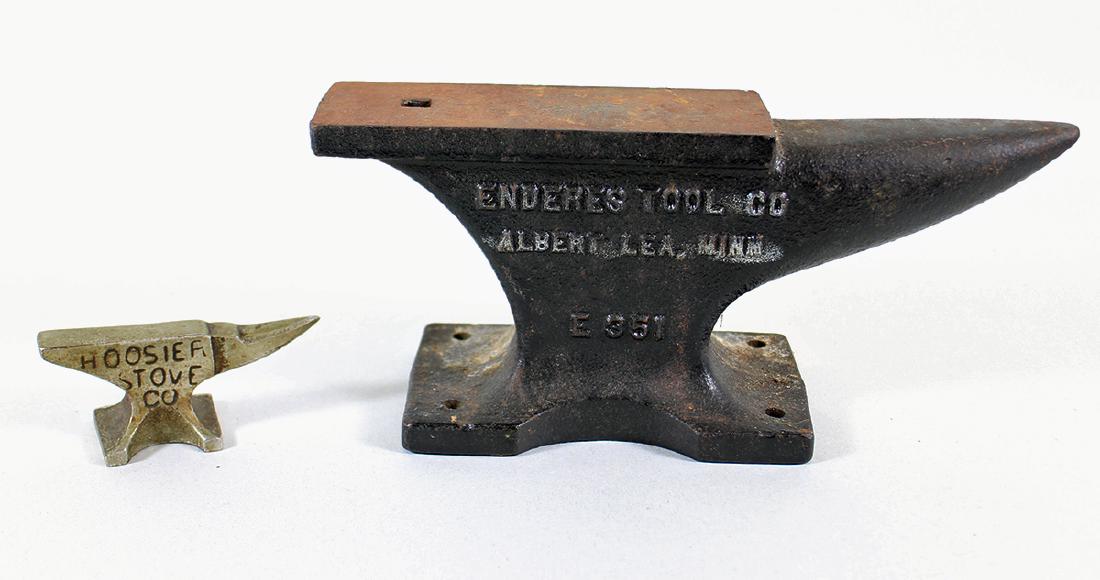 HOOSIER
STOVE
CO
ENDERES TOOL CO
ALBERT LEA, MINN
E 351